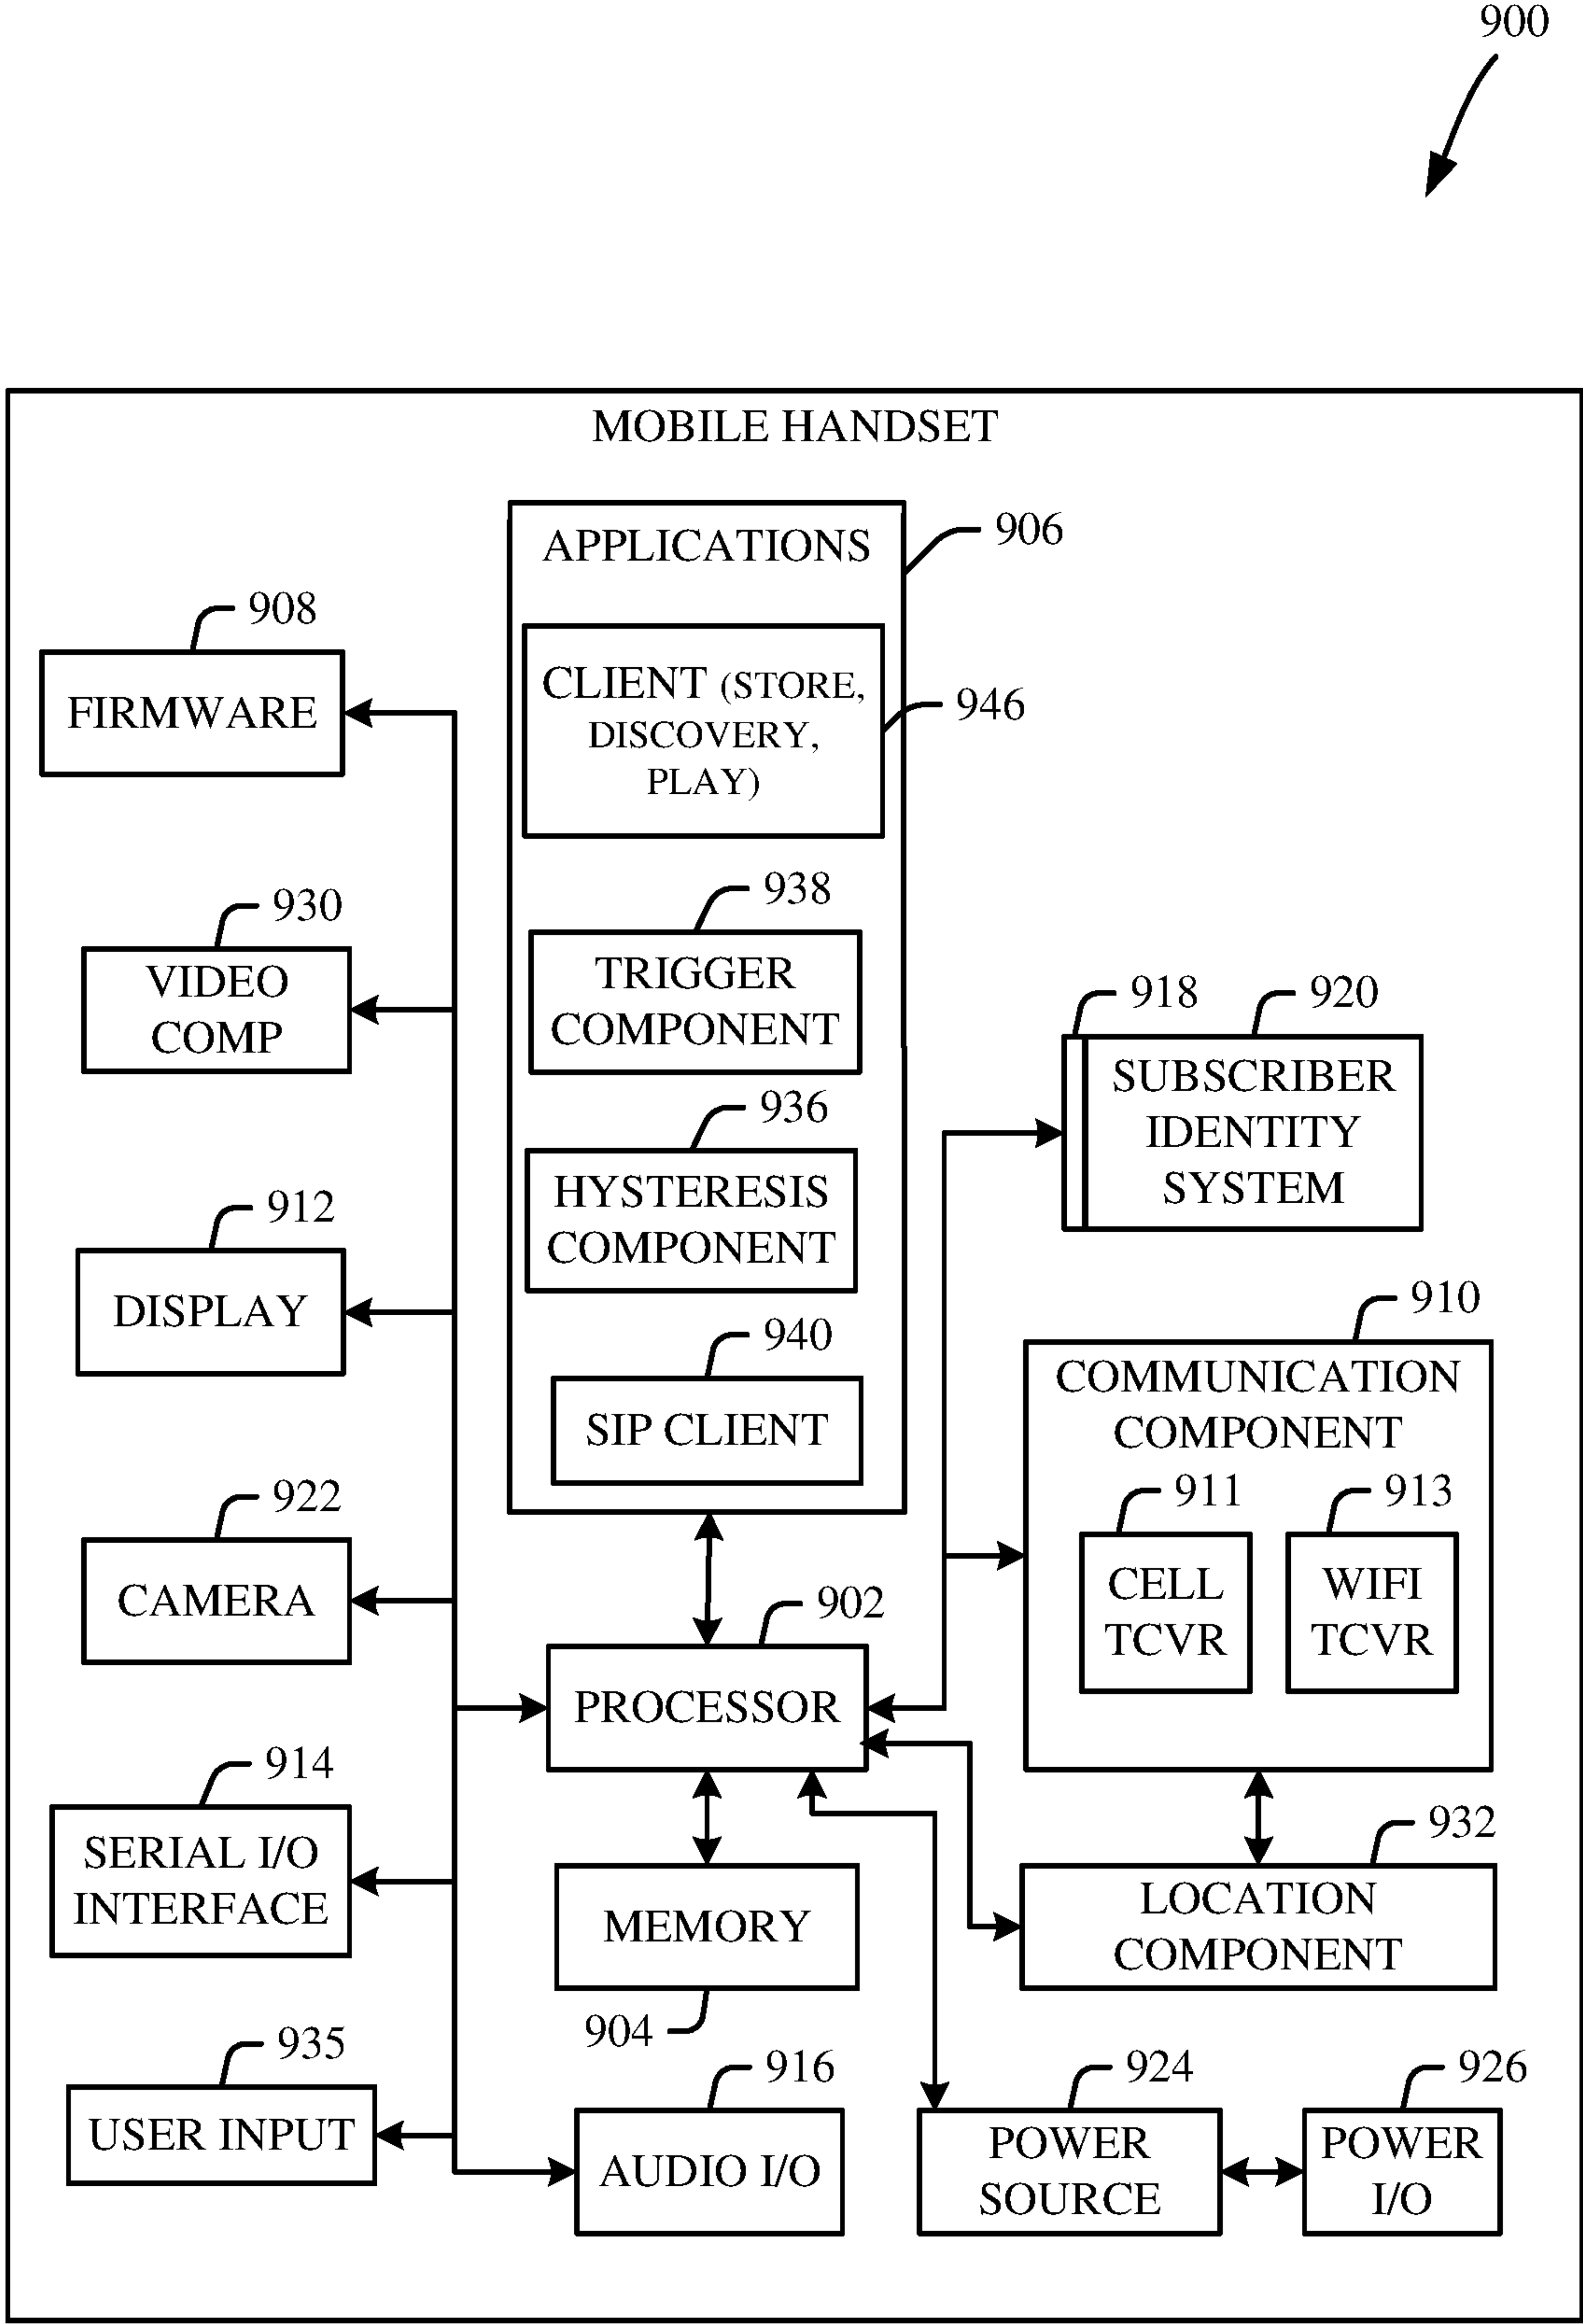 900
MOBILE HANDSET
APPLICATIONS
906
CLIENT (STORE,
DISCOVERY,
PLAY)
946
938
TRIGGER
COMPONENT
936
HYSTERESIS
COMPONENT
940
SIP CLIENT
908
FIRMWARE
930
VIDEO
COMP
912
DISPLAY
922
CAMERA
914
SERIAL I/O
INTERFACE
935
USER INPUT
902
PROCESSOR
MEMORY
904
916
AUDIO I/O
918
920
SUBSCRIBER
IDENTITY
SYSTEM
910
COMMUNICATION
COMPONENT
911
CELL
TCVR
913
WIFI
TCVR
932
LOCATION
COMPONENT
924
POWER
SOURCE
926
POWER
I/O